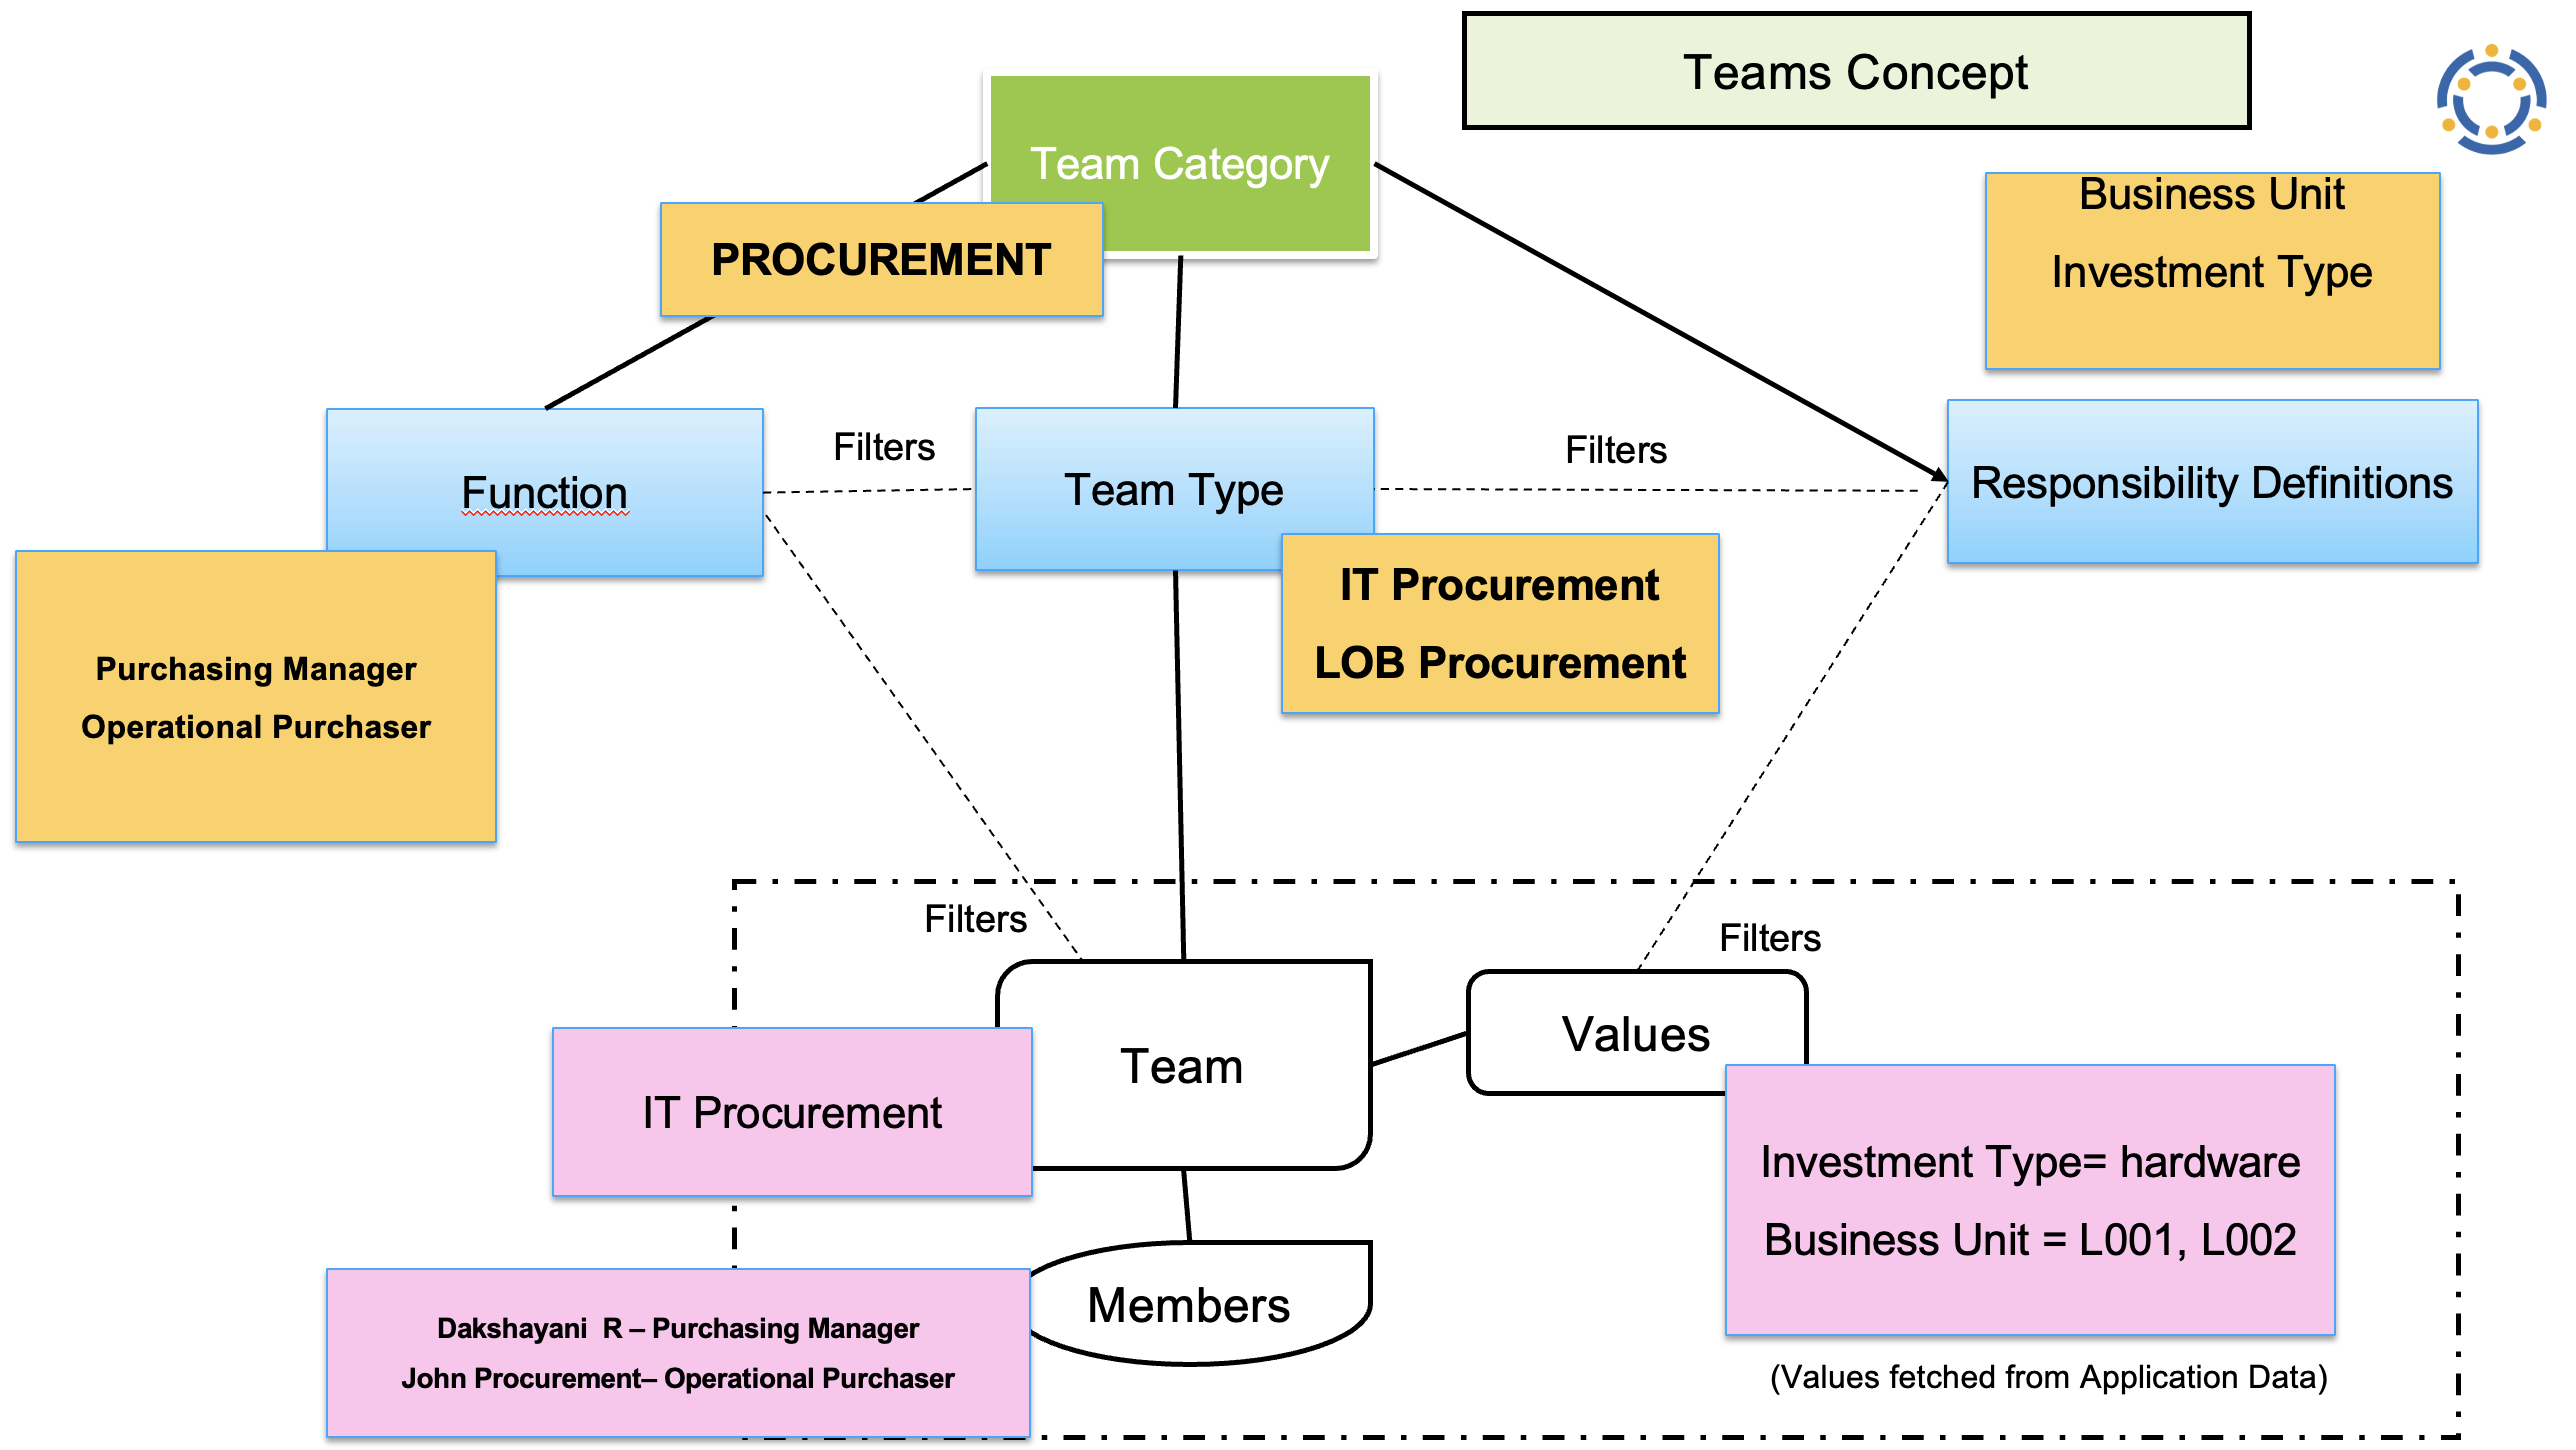 Teams Concept
Team Category
PROCUREMENT
Business Unit
Investment Type
Function
Filters
Team Type
Filters
Responsibility Definitions
IT Procurement
LOB Procurement
Purchasing Manager
Operational Purchaser
Filters
Filters
Team
Values
IT Procurement
Investment Type= hardware
Business Unit = L001, L002
Members
Dakshayani  R – Purchasing Manager
John Procurement– Operational Purchaser
(Values fetched from Application Data)